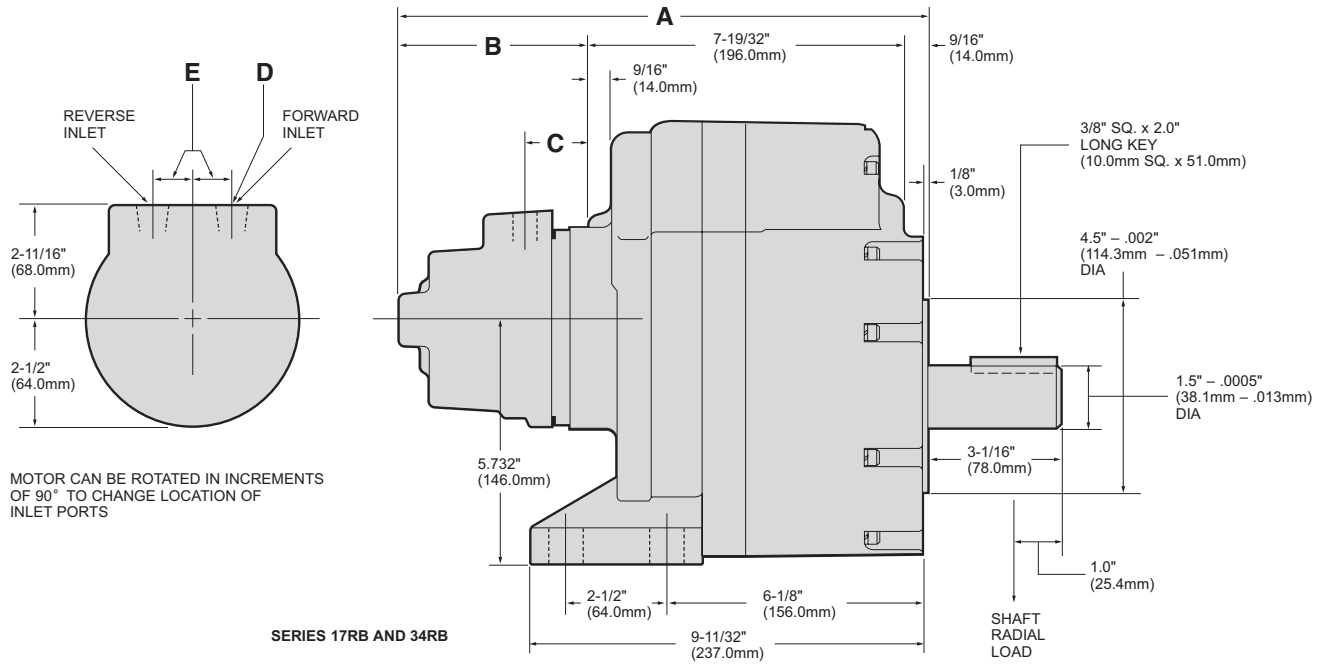 A
B
7-19/32"
(196.0mm)
9/16"
(14.0mm)
9/16"
(14.0mm)
E
D
REVERSE
INLET
FORWARD
INLET
C
3/8" SQ. x 2.0"
LONG KEY
(10.0mm SQ. x 51.0mm)
1/8"
(3.0mm)
2-11/16"
(68.0mm)
4.5" – .002"
(114.3mm – .051mm)
DIA
2-1/2"
(64.0mm)
1.5" – .0005"
(38.1mm – .013mm)
DIA
5.732"
(146.0mm)
3-1/16"
(78.0mm)
MOTOR CAN BE ROTATED IN INCREMENTS
OF 90° TO CHANGE LOCATION OF
INLET PORTS
2-1/2"
(64.0mm)
6-1/8"
(156.0mm)
1.0"
(25.4mm)
SHAFT
RADIAL
LOAD
SERIES 17RB AND 34RB
9-11/32"
(237.0mm)